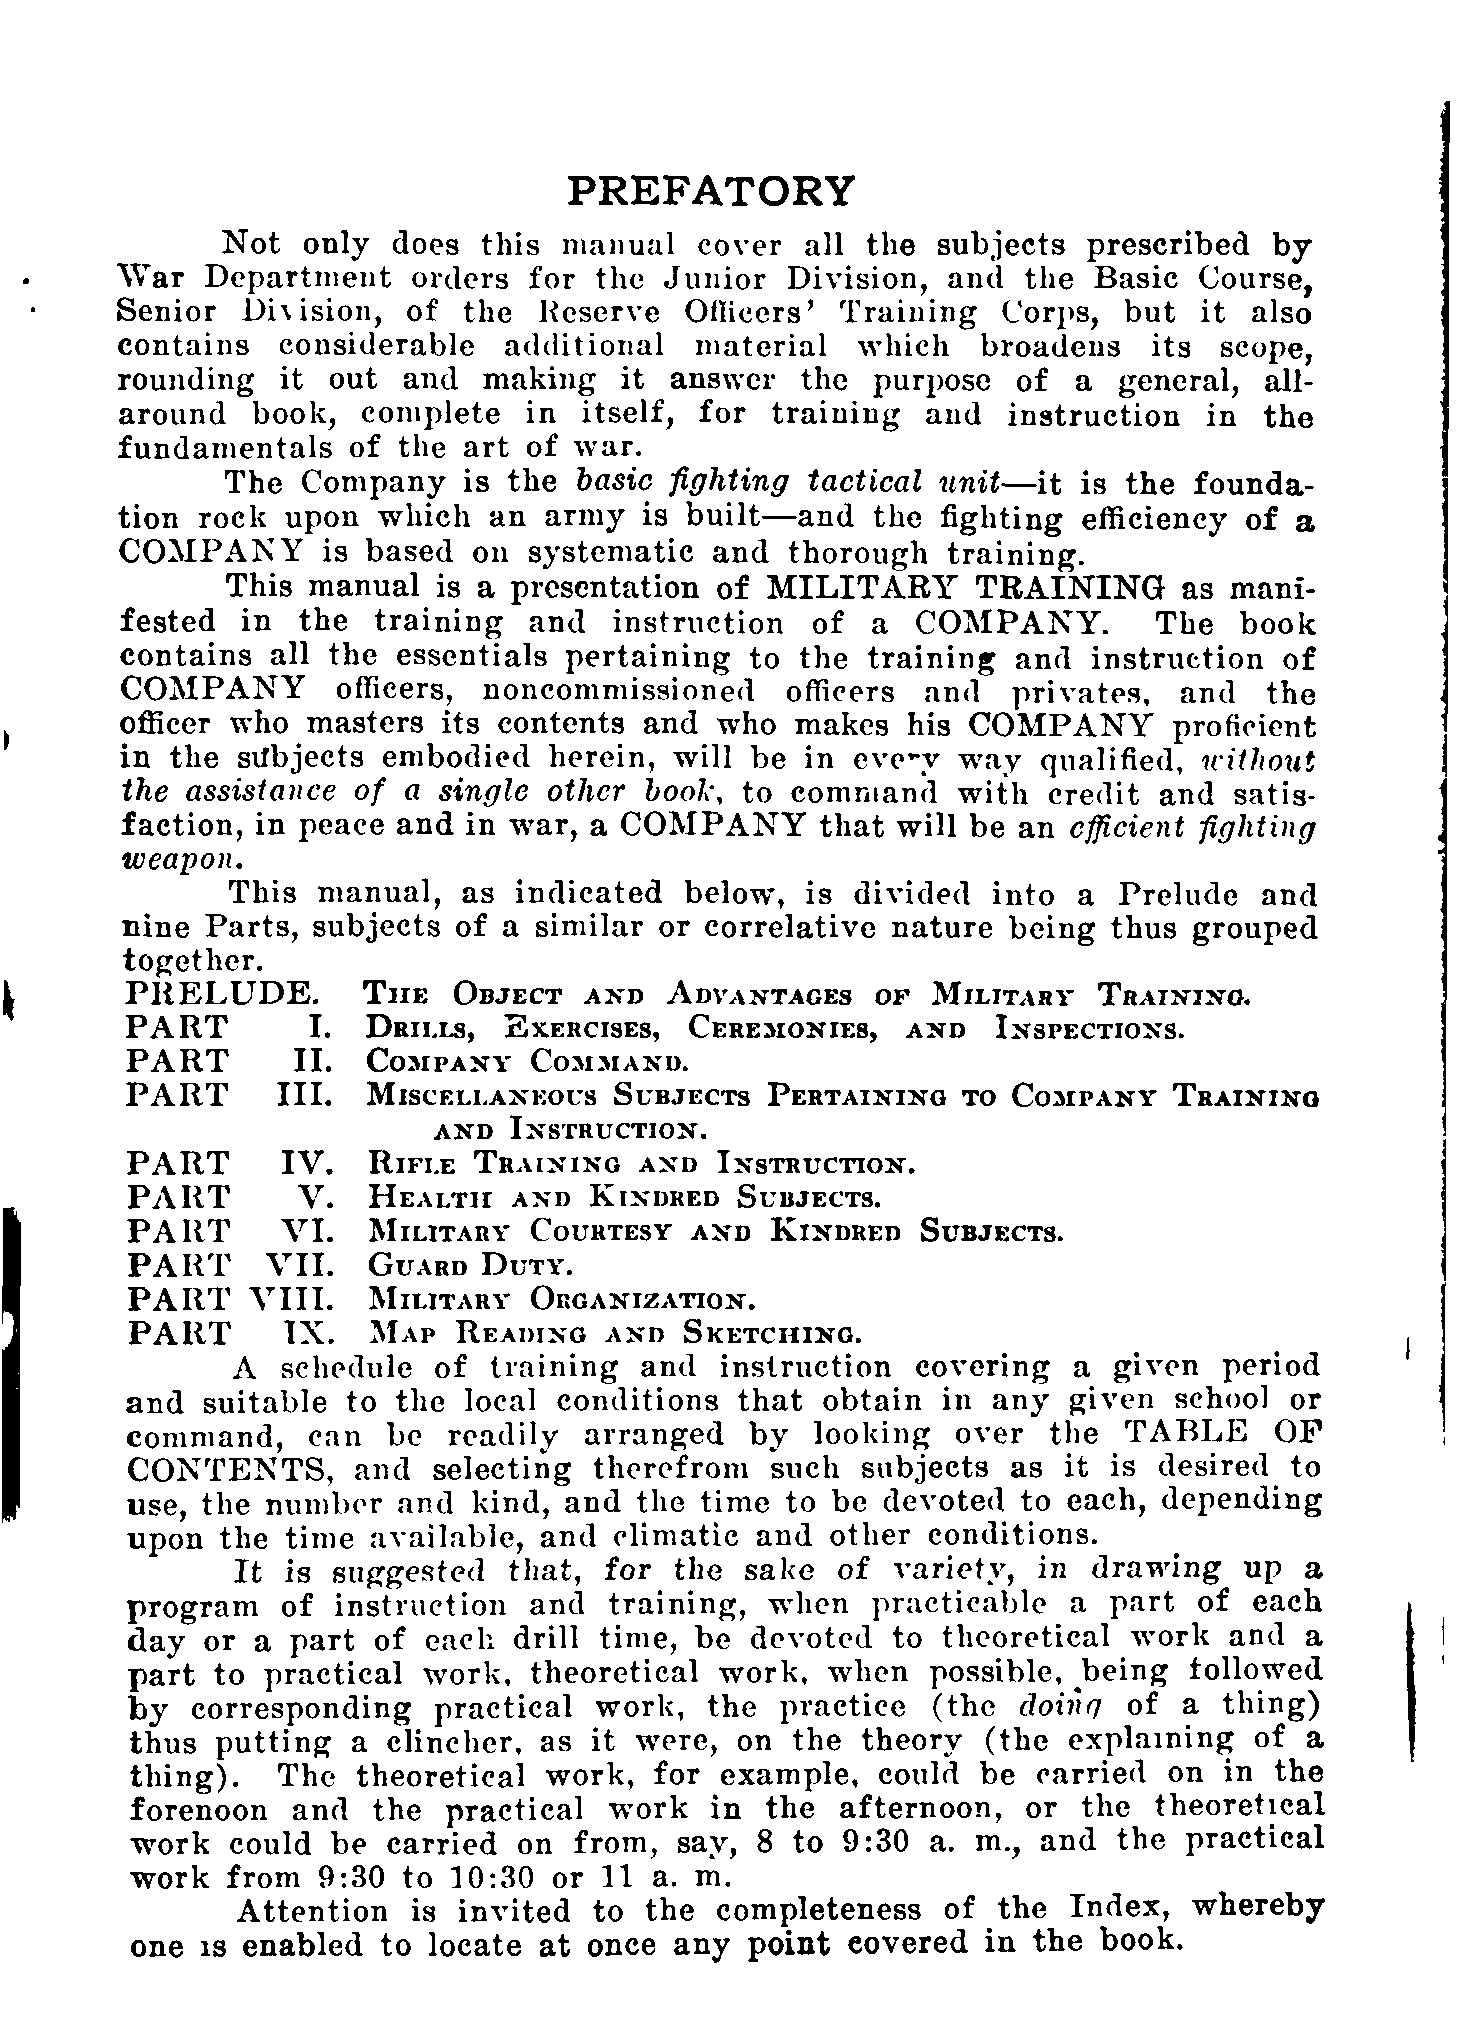 PREFATORY
Not only does this manual cover all the subjects prescribed by
War Department orders for the Junior Division, and the Basic Course,
Senior Division, of the Reserve Officers' Training Corps, but it also
contains considerable additional material which broadens its scope,
rounding it out and making it answer the purpose of a general, all-
around book, complete in itself, for training and instruction in the
fundamentals of the art of war.
The Company is the basic fighting tactical unit—it is the founda-
tion rock upon which an army is built—and the fighting efficiency of a
COMPANY is based on systematic and thorough training.
This manual is a presentation of MILITARY TRAINING as mani-
fested in the training and instruction of a COMPANY. The book
contains all the essentials pertaining to the training and instruction of
COMPANY officers, noncommissioned officers and privates, and the
officer who masters its contents and who makes his COMPANY proficient
in the subjects embodied herein, will be in every way qualified, without
the assistance of a single other book, to command with credit and satis-
faction, in peace and in war, a COMPANY that will be an efficient fighting
weapon.
This manual, as indicated below, is divided into a Prelude and
nine Parts, subjects of a similar or correlative nature being thus grouped
together.
PRELUDE. THE OBJECT AND ADVANTAGES OF MILITARY TRAINING.
PART I. DRILLS, EXERCISES, CEREMONIES, AND INSPECTIONS.
PART II. COMPANY COMMAND.
PART III. MISCELLANEOUS SUBJECTS PERTAINING TO COMPANY TRAINING
AND INSTRUCTION.
PART IV. RIFLE TRAINING AND INSTRUCTION.
PART V. HEALTH AND KINDRED SUBJECTS.
PART VI. MILITARY COURTESY AND KINDRED SUBJECTS.
PART VII. GUARD DUTY.
PART VIII. MILITARY ORGANIZATION.
PART IX. MAP READING AND SKETCHING.
A schedule of training and instruction covering a given period
and suitable to the local conditions that obtain in any given school or
command, can be readily arranged by looking over the TABLE OF
CONTENTS, and selecting therefrom such subjects as it is desired to
use, the number and kind, and the time to be devoted to each, depending
upon the time available, and climatic and other conditions.
It is suggested that, for the sake of variety, in drawing up a
program of instruction and training, when practicable a part of each
day or a part of each drill time, be devoted to theoretical work and a
part to practical work, theoretical work, when possible, being followed
by corresponding practical work, the practice (the doing of a thing)
thus putting a clincher, as it were, on the theory (the explaining of a
thing). The theoretical work, for example, could be carried on in the
forenoon and the practical work in the afternoon, or the theoretical
work could be carried on from, say, 8 to 9:30 a. m., and the practical
work from 9:30 to 10:30 or 11 a. m.
Attention is invited to the completeness of the Index, whereby
one is enabled to locate at once any point covered in the book.